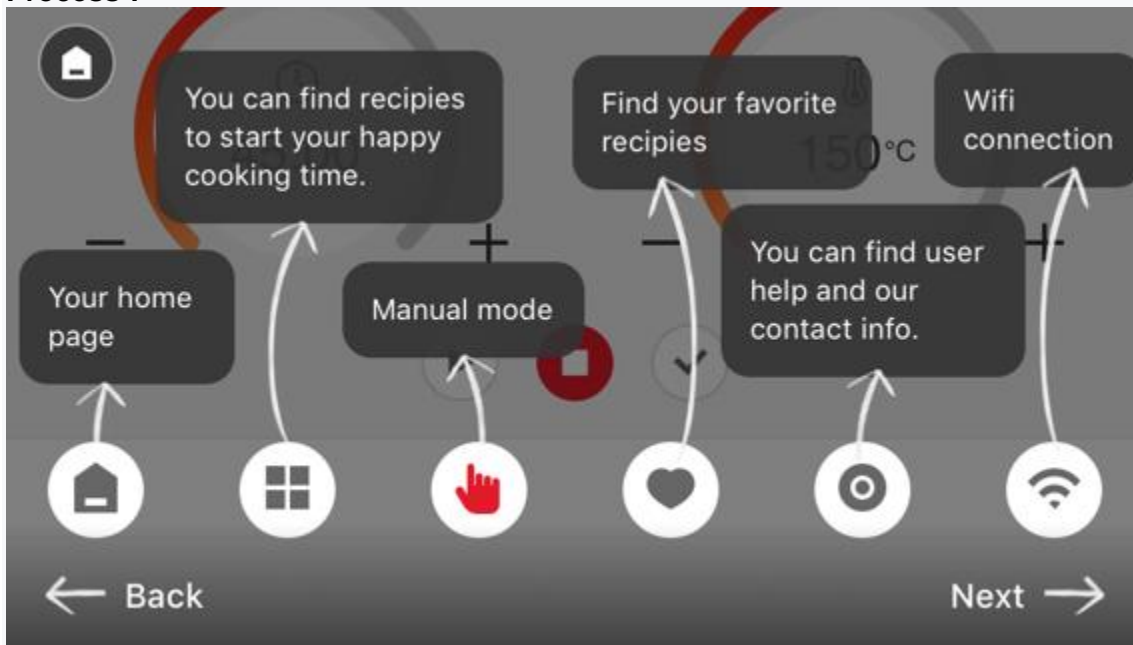 You can find recipies
to start your happy
cooking time.
Find your favorite
recipies
Wifi
connection
150°C
Your home
page
Manual mode
You can find user
help and our
contact info.
Back
Next